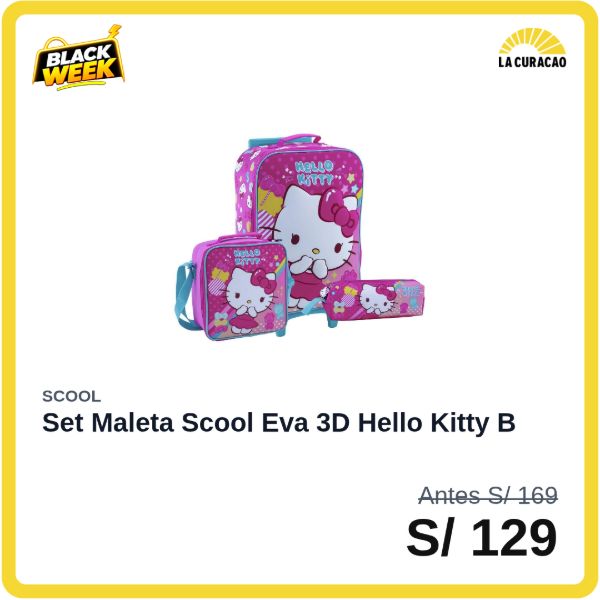 BLACK
WEEK
LA CURACAO
HELLO
KITTY
HELLO
KITTY
SCOOL
Set Maleta Scool Eva 3D Hello Kitty B
Antes S/ 169
S/ 129